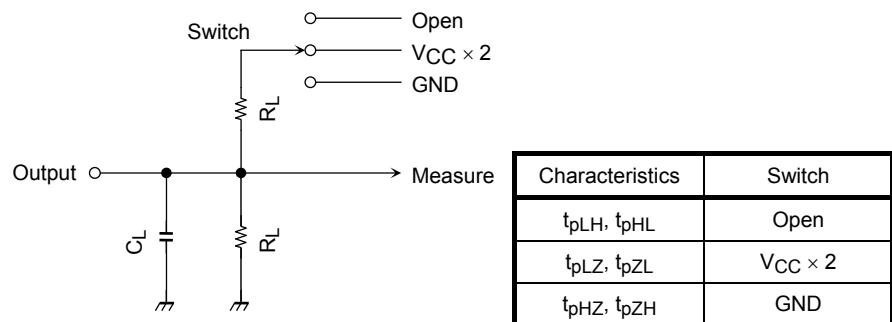 Open
Switch
VCC × 2
GND
RL
Output
Measure
CL
RL
Characteristics Switch
tpLH, tpHL Open
tpLZ, tpZL VCC × 2
tpHZ, tpZH GND